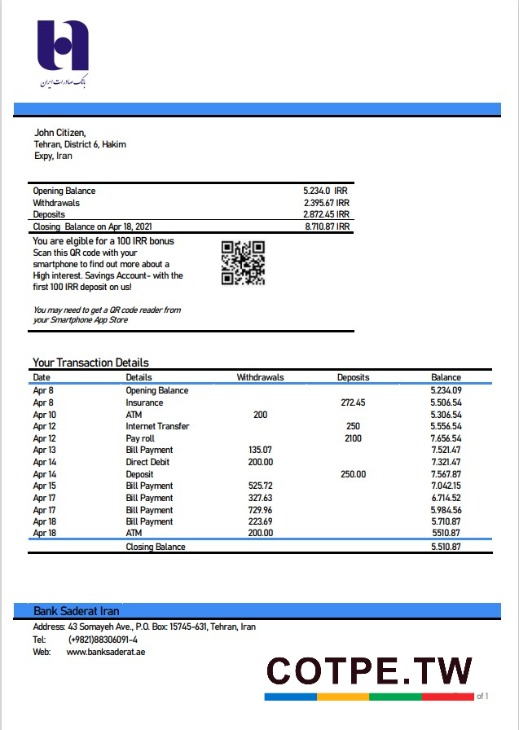 بانک صادرات ایران
John Citizen,
Tehran, District 6, Hakim
Expy, Iran
Opening Balance 5.234.0 IRR
Withdrawals 2.395.67 IRR
Deposits 2.872.45 IRR
Closing Balance on Apr 18, 2021 8.710.87 IRR
You are elgible for a 100 IRR bonus
Scan this QR code with your
smartphone to find out more about a
High interest. Savings Account- with the
first 100 IRR deposit on us!
You may need to get a QR code reader from
your Smartphone App Store
Your Transaction Details
Date Details Withdrawals Deposits Balance
Apr 8 Opening Balance 5.234.09
Apr 8 Insurance 272.45 5.506.54
Apr 10 ATM 200 5.306.54
Apr 12 Internet Transfer 250 5.556.54
Apr 12 Pay roll 2100 7.656.54
Apr 13 Bill Payment 135.07 7.521.47
Apr 14 Direct Debit 200.00 7.321.47
Apr 14 Deposit 250.00 7.567.87
Apr 15 Bill Payment 525.72 7.042.15
Apr 17 Bill Payment 327.63 6.714.52
Apr 17 Bill Payment 729.96 5.984.56
Apr 18 Bill Payment 223.69 5.710.87
Apr 18 ATM 200.00 5510.87
Closing Balance 5.510.87
Bank Saderat Iran
Address: 43 Somayeh Ave., P.O. Box: 15745-631, Tehran, Iran
Tel: (+9821)88306091-4
Web: www.banksaderat.ae
COTPE.TW
of 1